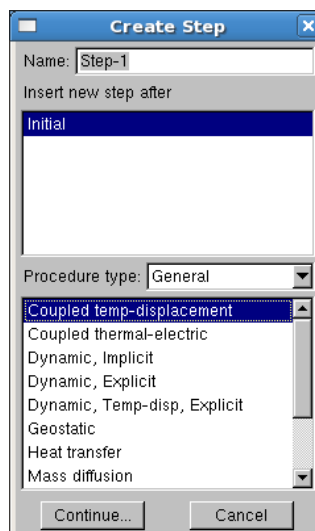 Create Step
Name: Step-1
Insert new step after
Initial
Procedure type: General
Coupled temp-displacement
Coupled thermal-electric
Dynamic, Implicit
Dynamic, Explicit
Dynamic, Temp-disp, Explicit
Geostatic
Heat transfer
Mass diffusion
Continue... Cancel